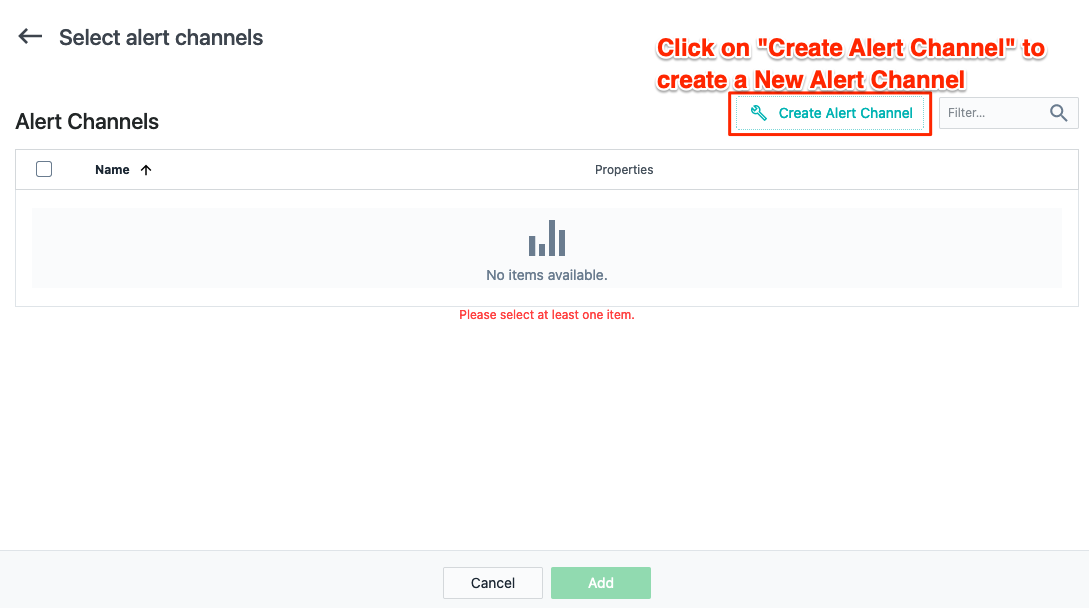 Select alert channels
Click on "Create Alert Channel" to
create a New Alert Channel
Alert Channels
Create Alert Channel
Filter...
Name
Properties
No items available.
Please select at least one item.
Cancel
Add